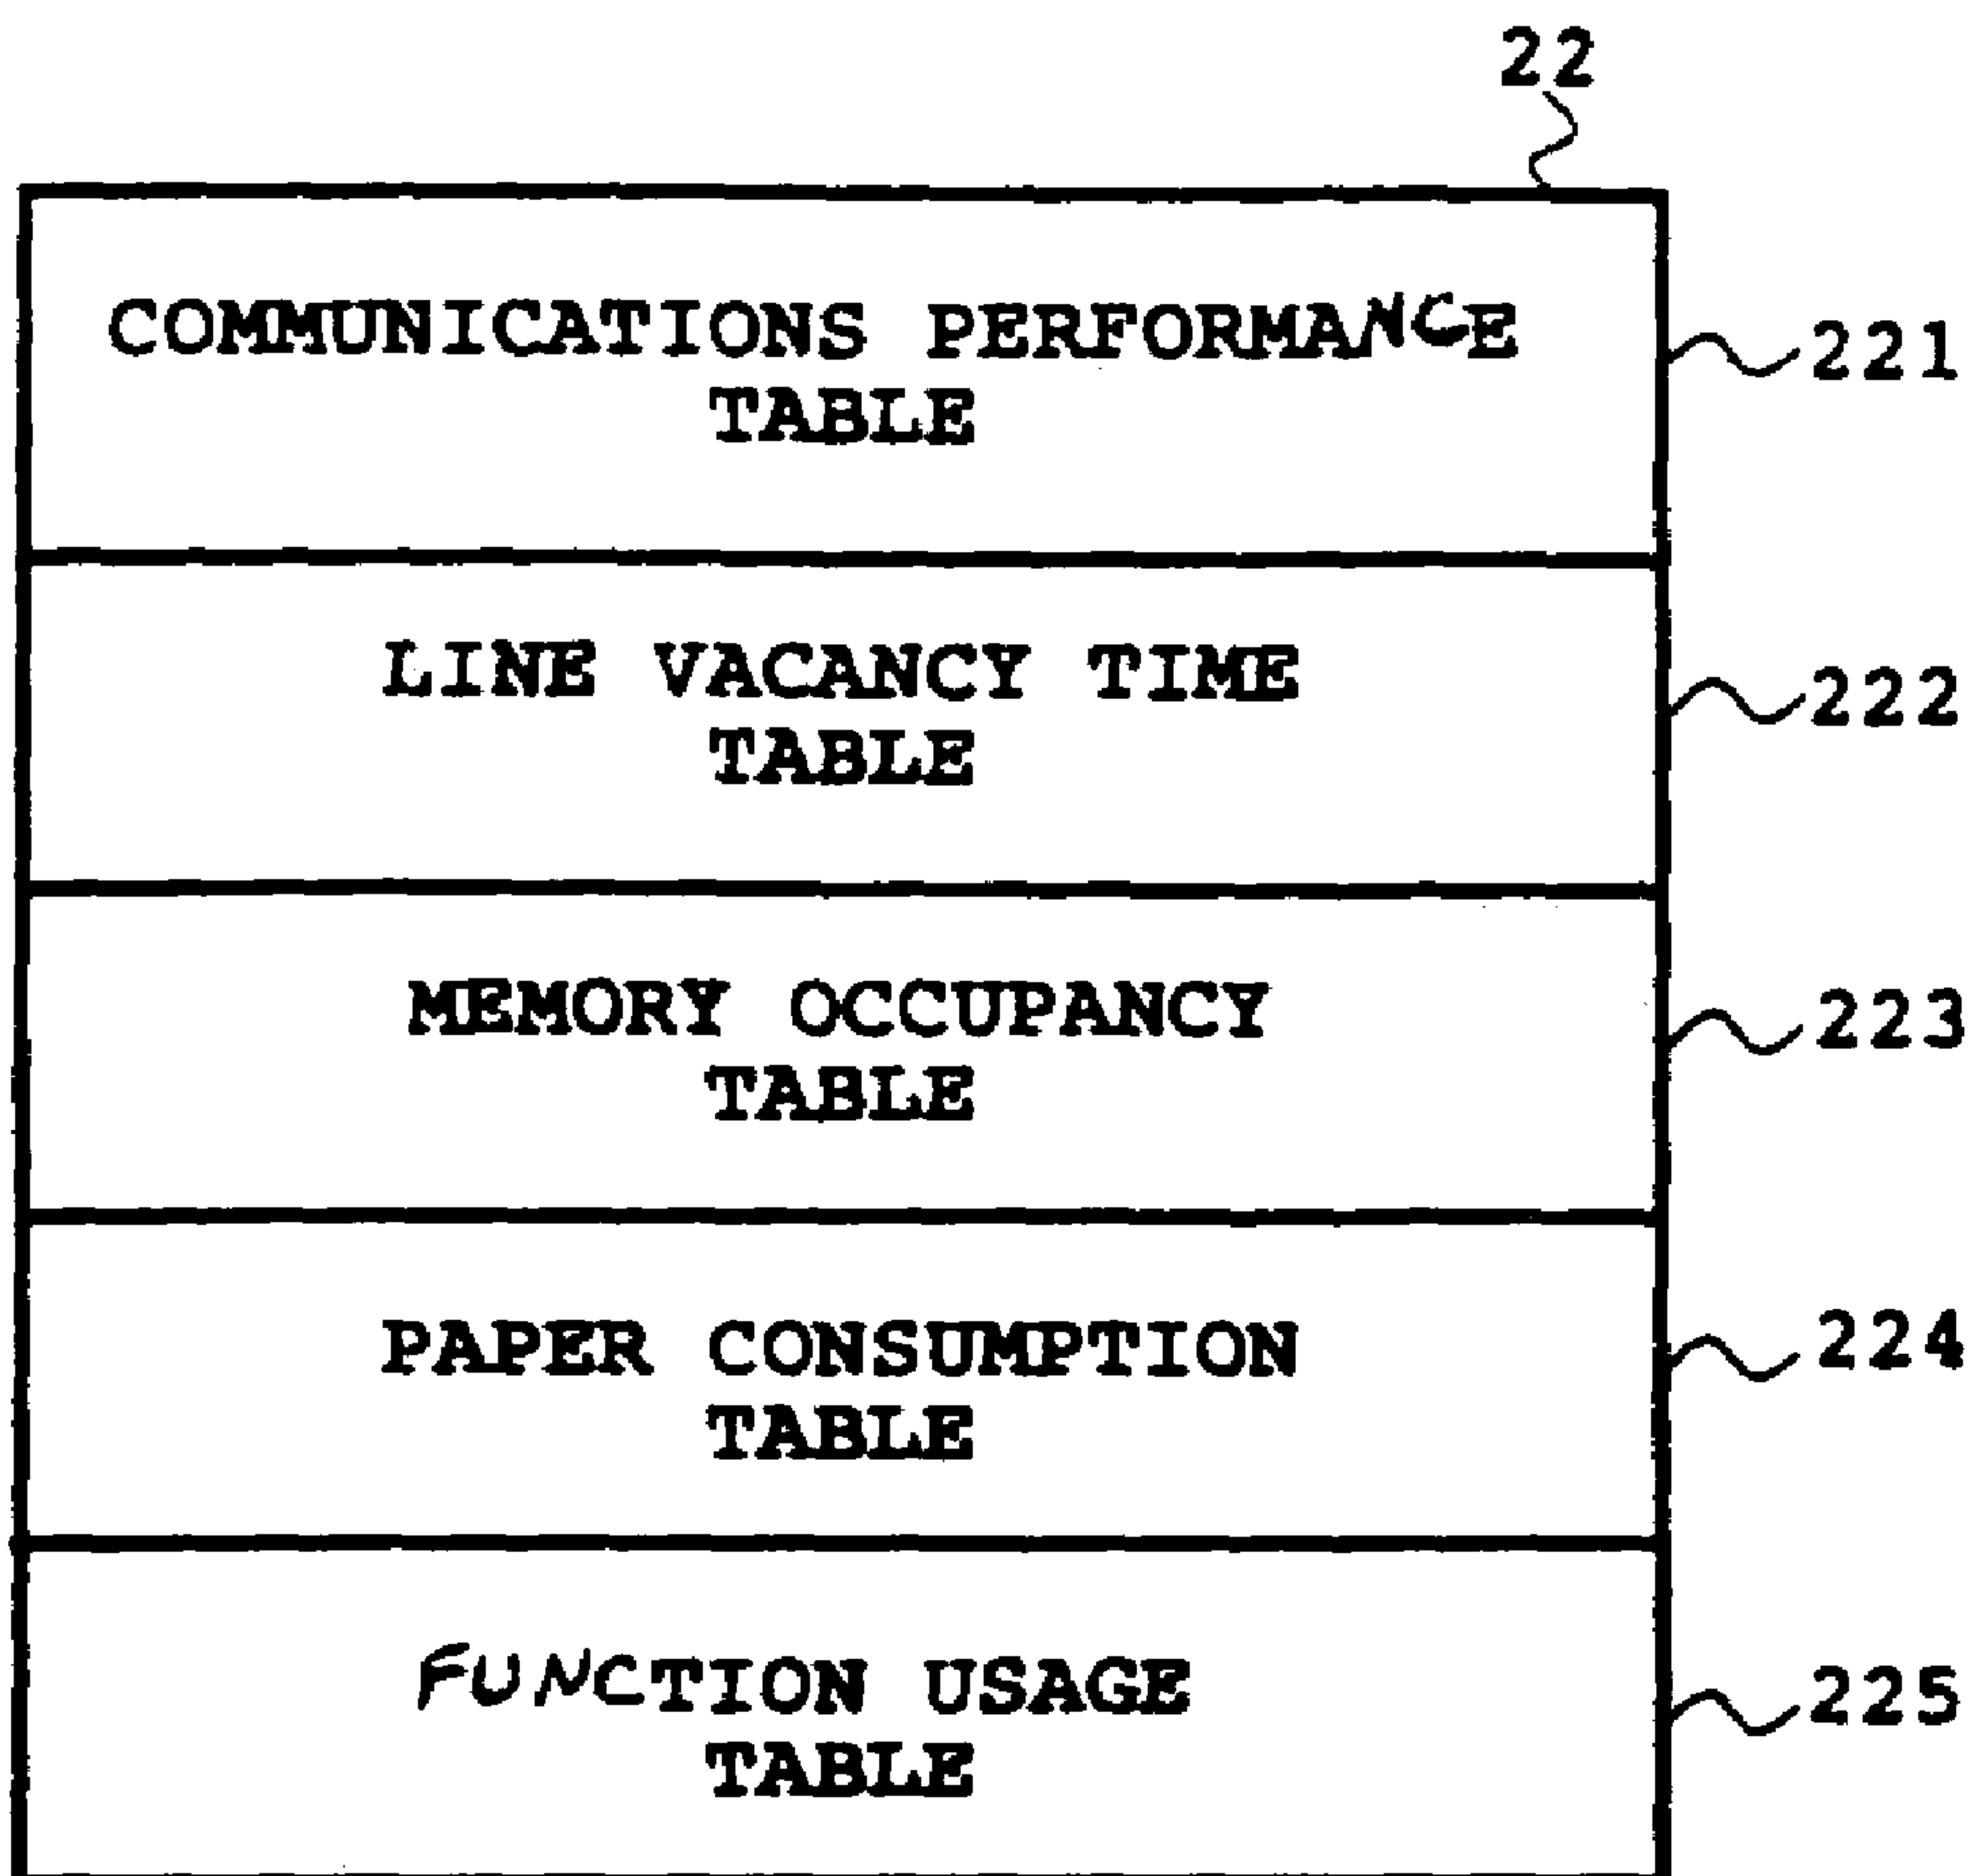 22
COMMUNICATIONS PERFORMANCE
TABLE
221
LINE VACANCY TIME
TABLE
222
MEMORY OCCUPANCY
TABLE
223
PAPER CONSUMPTION
TABLE
224
FUNCTION USAGE
TABLE
225